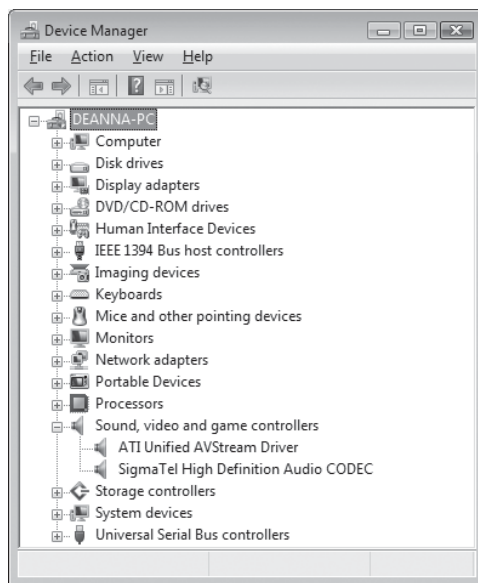 Device Manager
File Action View Help
DEANNA-PC
Computer
Disk drives
Display adapters
DVD/CD-ROM drives
Human Interface Devices
IEEE 1394 Bus host controllers
Imaging devices
Keyboards
Mice and other pointing devices
Monitors
Network adapters
Portable Devices
Processors
Sound, video and game controllers
ATI Unified AVStream Driver
SigmaTel High Definition Audio CODEC
Storage controllers
System devices
Universal Serial Bus controllers